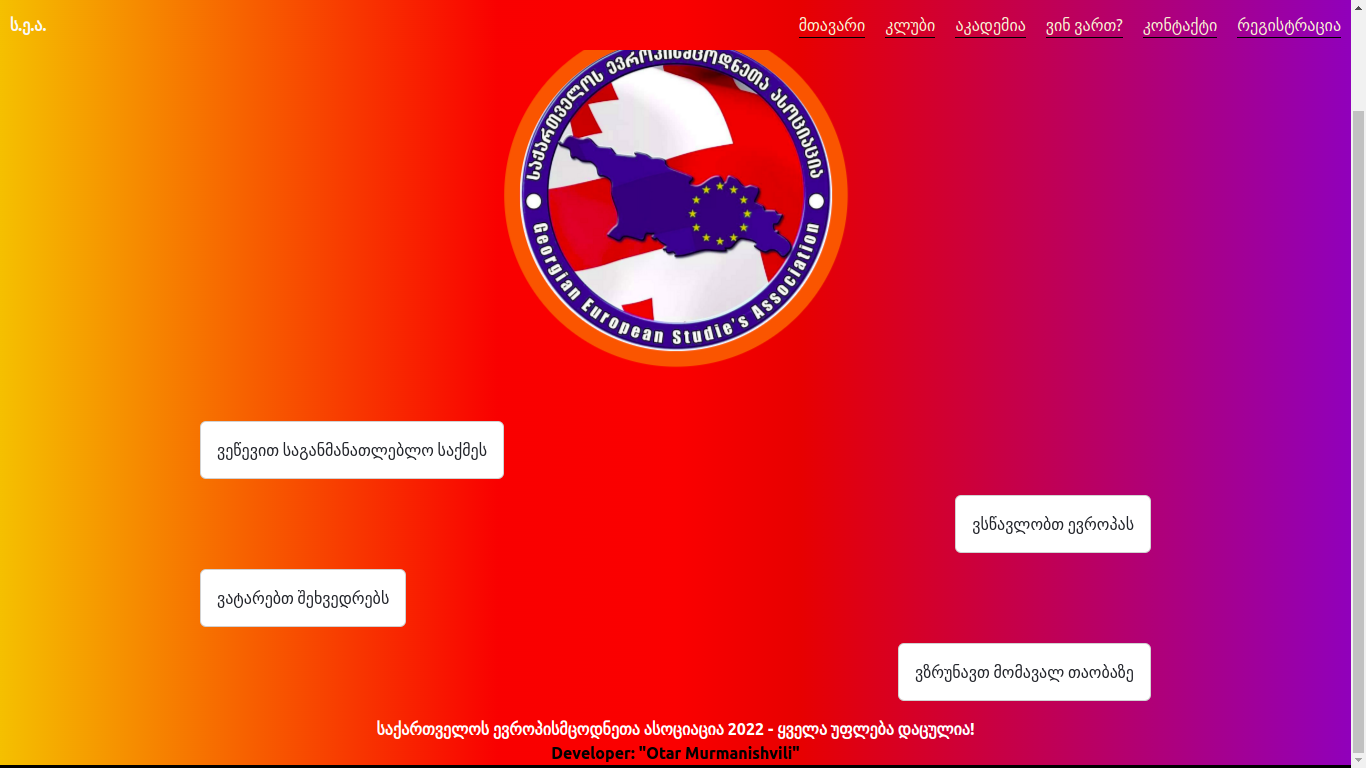 ს.ე.ა.
მთავარი კლუბი აკადემია ვინ ვართ? კონტაქტი რეგისტრაცია
საქართველოს ევროპისმცოდნეთა ასოციაცია
Georgian European Studie's Association
ვეწევით საგანმანათლებლო საქმეს
ვსწავლობთ ევროპას
ვატარებთ შეხვედრებს
ვზრუნავთ მომავალ თაობაზე
საქართველოს ევროპისმცოდნეთა ასოციაცია 2022 - ყველა უფლება დაცულია!
Developer: "Otar Murmanishvili"